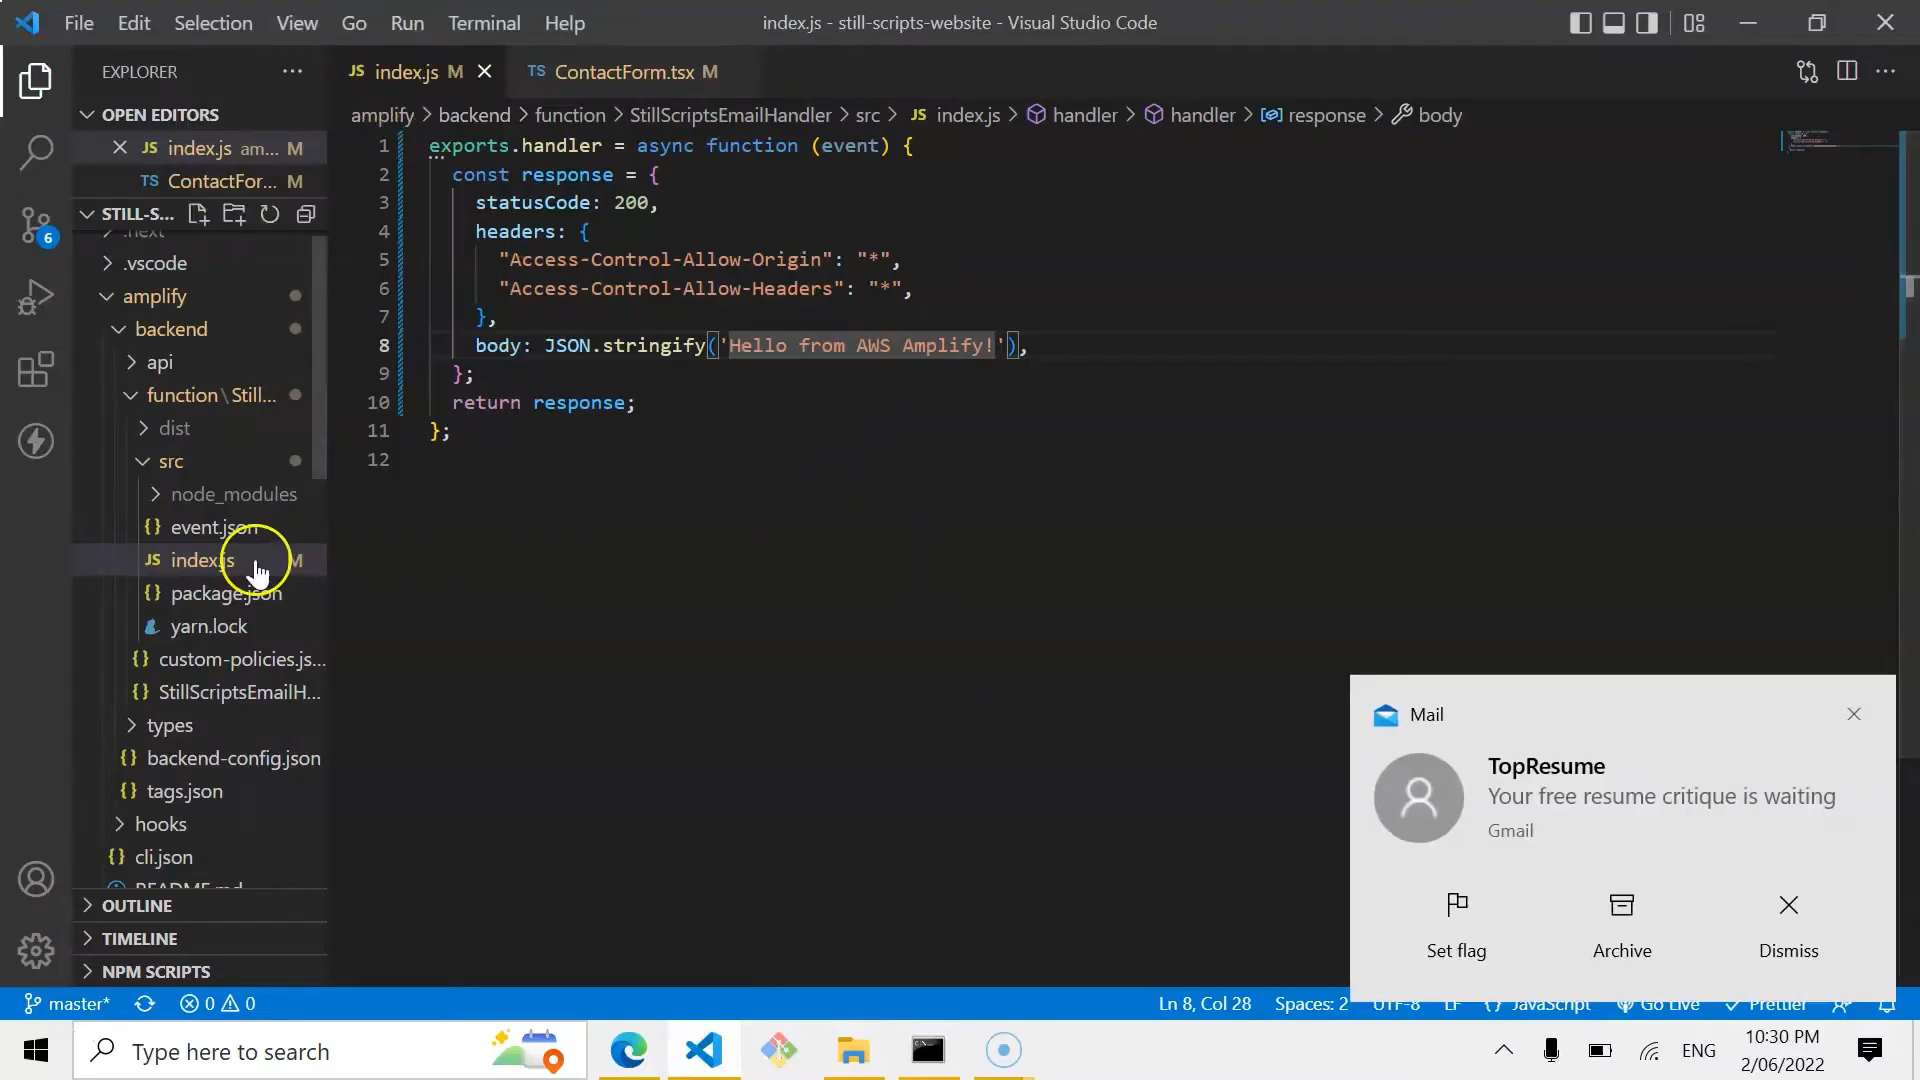 File Edit Selection View Go Run Terminal Help
index.js - still-scripts-website - Visual Studio Code
EXPLORER
OPEN EDITORS
JS index.js am... M
TS ContactFor... M
STILL-S...
.next
.vscode
amplify
backend
api
function\Still...
dist
src
node_modules
{} event.json
JS index.js M
{} package.json
yarn.lock
{} custom-policies.js...
{} StillScriptsEmailH...
types
{} backend-config.json
{} tags.json
hooks
{} cli.json
README.md
OUTLINE
TIMELINE
NPM SCRIPTS
6
JS index.js M
TS ContactForm.tsx M
amplify > backend > function > StillScriptsEmailHandler > src > JS index.js > handler > handler > response > body
1 exports.handler = async function (event) {
2 const response = {
3 statusCode: 200,
4 headers: {
5 "Access-Control-Allow-Origin": "*",
6 "Access-Control-Allow-Headers": "*",
7 },
8 body: JSON.stringify('Hello from AWS Amplify!'),
9 };
10 return response;
11 };
12
Mail
TopResume
Your free resume critique is waiting
Gmail
Set flag Archive Dismiss
master* 0 0 Ln 8, Col 28 Spaces: 2 UTF-8 LF {} JavaScript Go Live Prettier
Type here to search
ENG
10:30 PM
2/06/2022